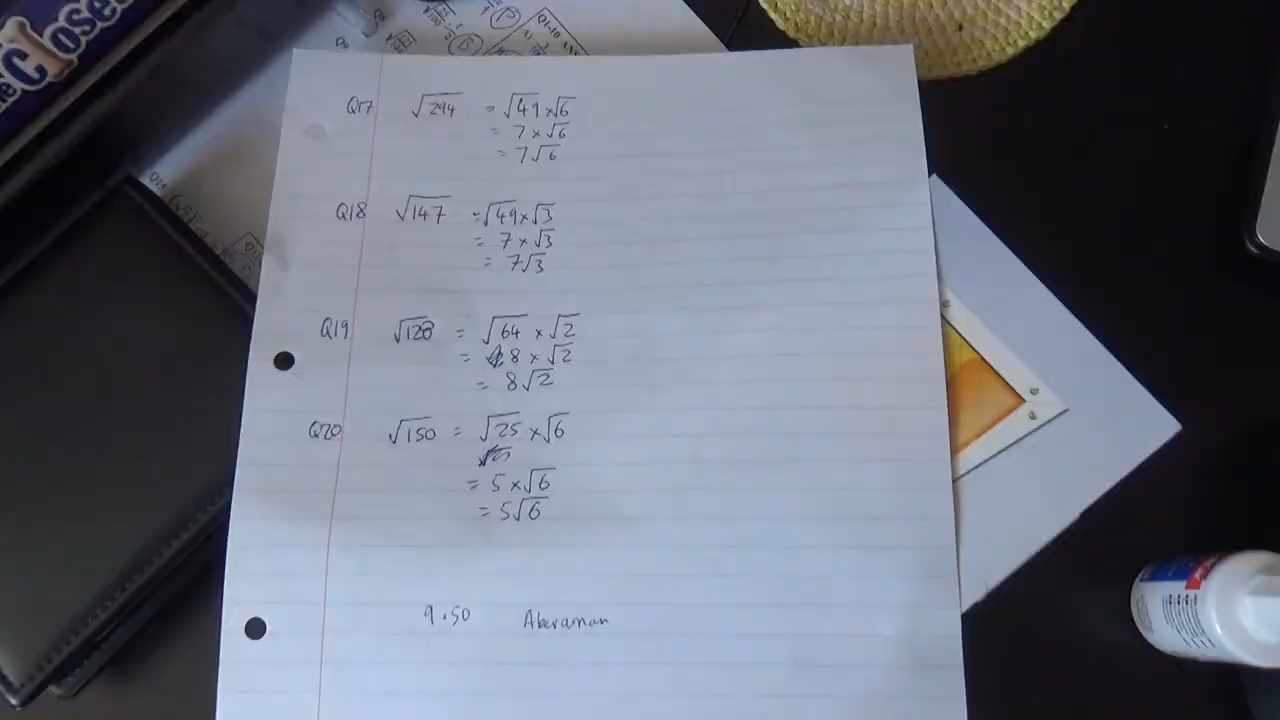 Closer
Q17 √294 = √49 × √6
= 7 × √6
= 7√6
Q18 √147 = √49 × √3
= 7 × √3
= 7√3
Q19 √128 = √64 × √2
= 8 × √2
= 8√2
Q20 √150 = √25 × √6
= 5 × √6
= 5√6
9.50 Aberaman